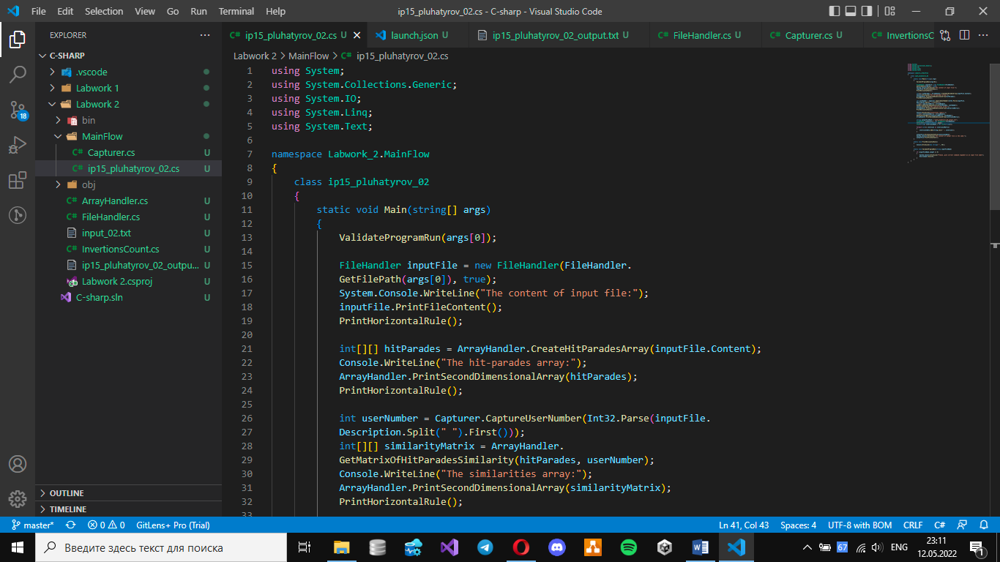 File Edit Selection View Go Run Terminal Help
ip15_pluhatyrov_02.cs - C-sharp - Visual Studio Code
EXPLORER
C-SHARP
.vscode
Labwork 1
Labwork 2
bin
MainFlow
C# Capturer.cs U
C# ip15_pluhatyrov_02.cs U
obj
C# ArrayHandler.cs U
C# FileHandler.cs U
input_02.txt U
C# InvertionsCount.cs U
ip15_pluhatyrov_02_outpu... U
Labwork 2.csproj U
C-sharp.sln U
OUTLINE
TIMELINE
18
C# ip15_pluhatyrov_02.cs U launch.json U ip15_pluhatyrov_02_output.txt U C# FileHandler.cs U C# Capturer.cs U C# InvertionsC
Labwork 2 > MainFlow > C# ip15_pluhatyrov_02.cs
1 using System;
2 using System.Collections.Generic;
3 using System.IO;
4 using System.Linq;
5 using System.Text;
6
7 namespace Labwork_2.MainFlow
8 {
9 class ip15_pluhatyrov_02
10 {
11 static void Main(string[] args)
12 {
13 ValidateProgramRun(args[0]);
14
15 FileHandler inputFile = new FileHandler(FileHandler.
16 GetFilePath(args[0]), true);
17 System.Console.WriteLine("The content of input file:");
18 inputFile.PrintFileContent();
19 PrintHorizontalRule();
20
21 int[][] hitParades = ArrayHandler.CreateHitParadesArray(inputFile.Content);
22 Console.WriteLine("The hit-parades array:");
23 ArrayHandler.PrintSecondDimensionalArray(hitParades);
24 PrintHorizontalRule();
25
26 int userNumber = Capturer.CaptureUserNumber(Int32.Parse(inputFile.
27 Description.Split(" ").First()));
28 int[][] similarityMatrix = ArrayHandler.
29 GetMatrixOfHitParadesSimilarity(hitParades, userNumber);
30 Console.WriteLine("The similarities array:");
31 ArrayHandler.PrintSecondDimensionalArray(similarityMatrix);
32 PrintHorizontalRule();
33
master* 0 0 GitLens+ Pro (Trial) Ln 41, Col 43 Spaces: 4 UTF-8 with BOM CRLF C#
Введите здесь текст для поиска
67 ENG 23:11
12.05.2022
1